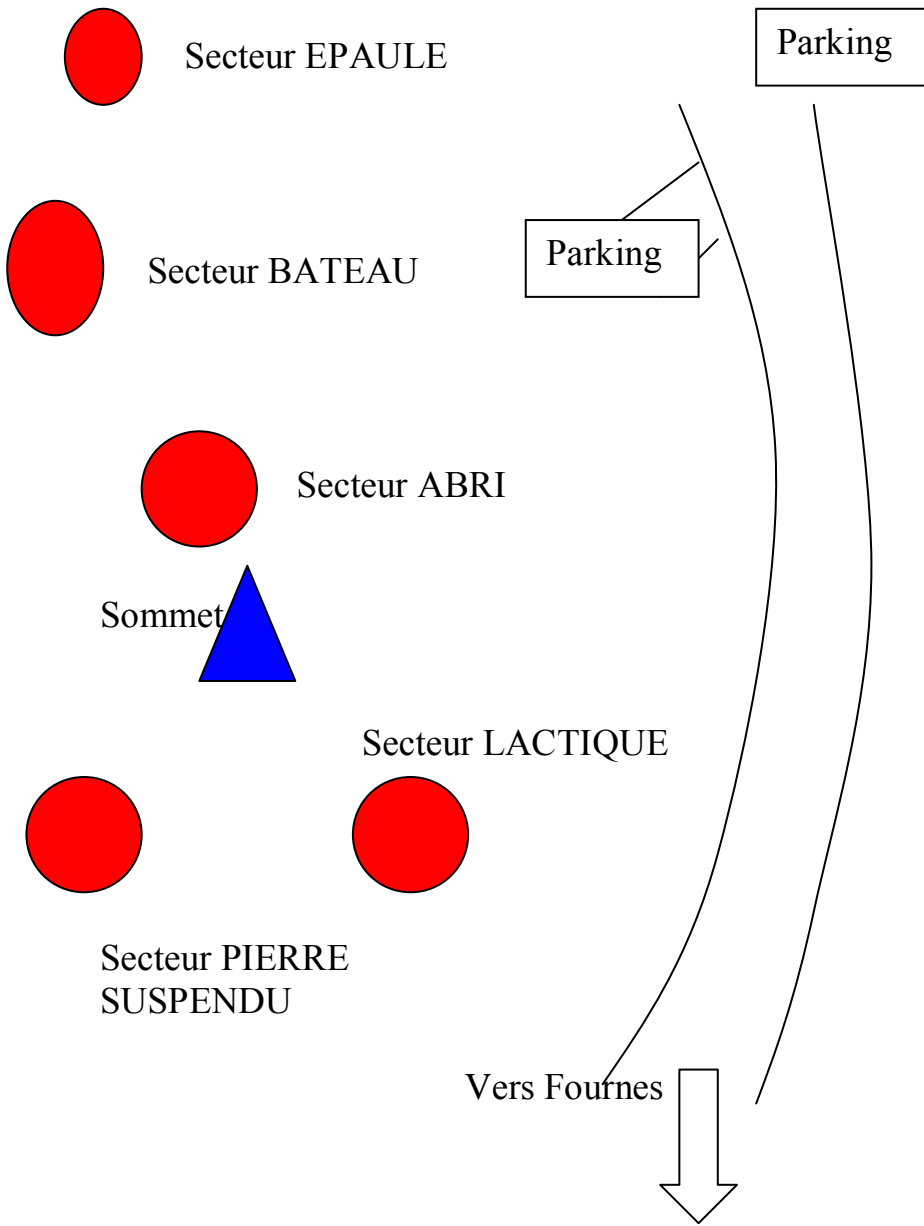 Parking
Secteur EPAULE
Parking
Secteur BATEAU
Secteur ABRI
Sommet
Secteur LACTIQUE
Secteur PIERRE
SUSPENDU
Vers Fournes